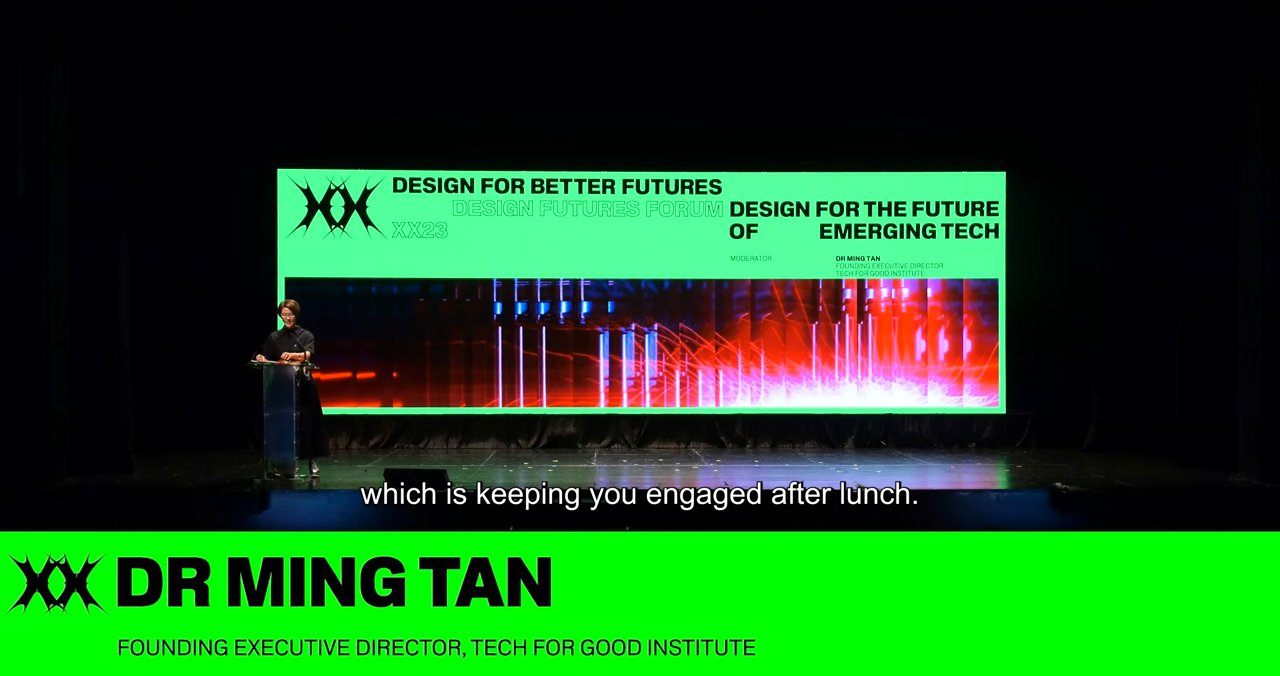 DESIGN FOR BETTER FUTURES
DESIGN FUTURES FORUM
XX23
DESIGN FOR THE FUTURE
OF EMERGING TECH
MODERATOR
DR MING TAN
FOUNDING EXECUTIVE DIRECTOR
TECH FOR GOOD INSTITUTE
which is keeping you engaged after lunch.
XX DR MING TAN
FOUNDING EXECUTIVE DIRECTOR, TECH FOR GOOD INSTITUTE